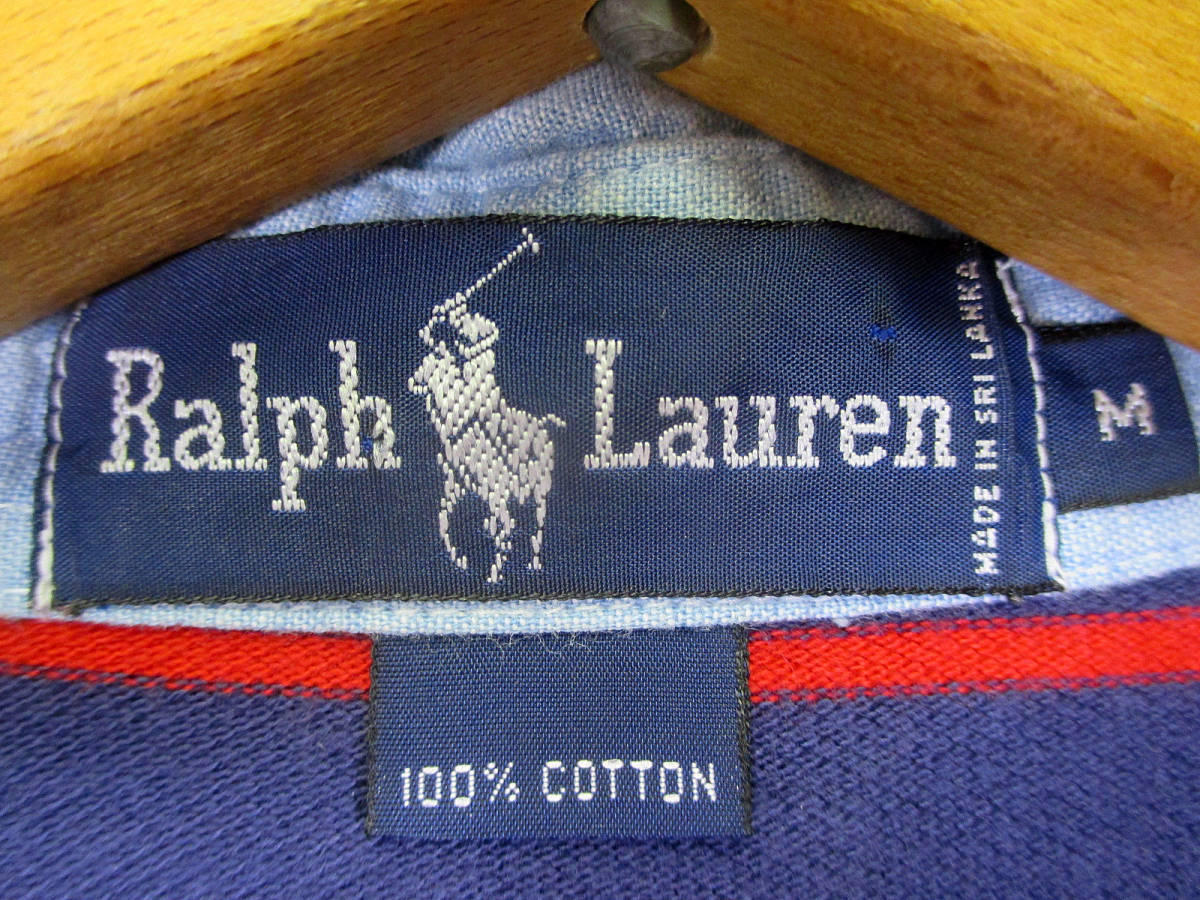 Ralph Lauren
MADE IN SRI LANKA
M
100% COTTON